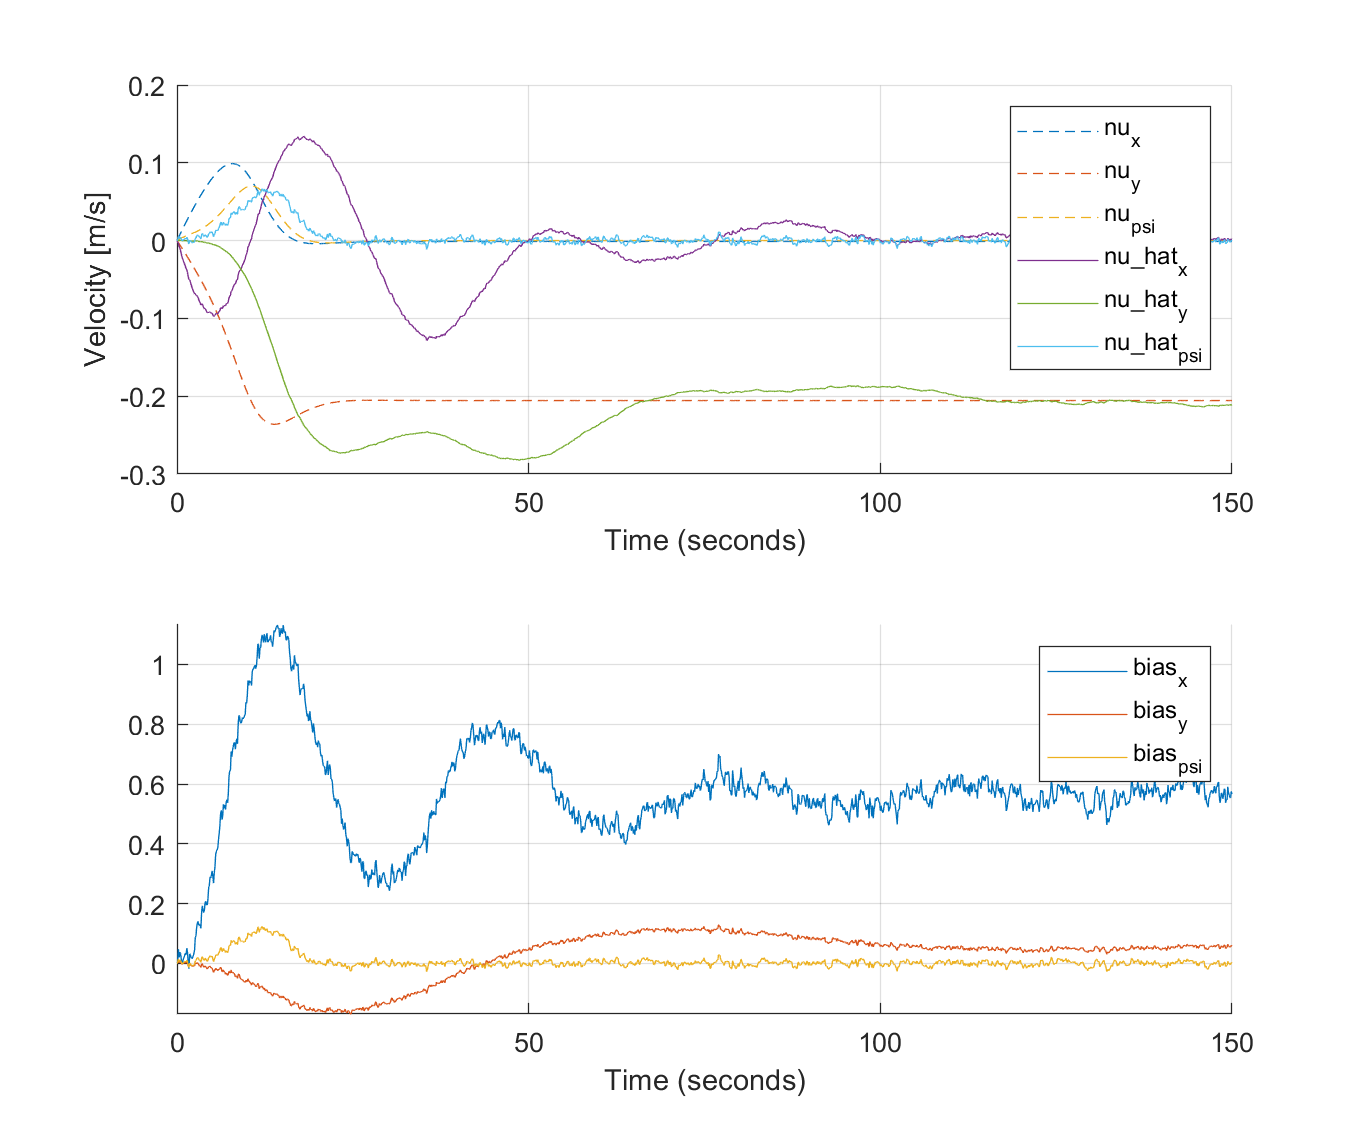 0.2
0.1
0
-0.1
-0.2
-0.3
Velocity [m/s]
0 50 100 150
Time (seconds)
nu_x
nu_y
nu_psi
nu_hat_x
nu_hat_y
nu_hat_psi
1
0.8
0.6
0.4
0.2
0
0 50 100 150
Time (seconds)
bias_x
bias_y
bias_psi